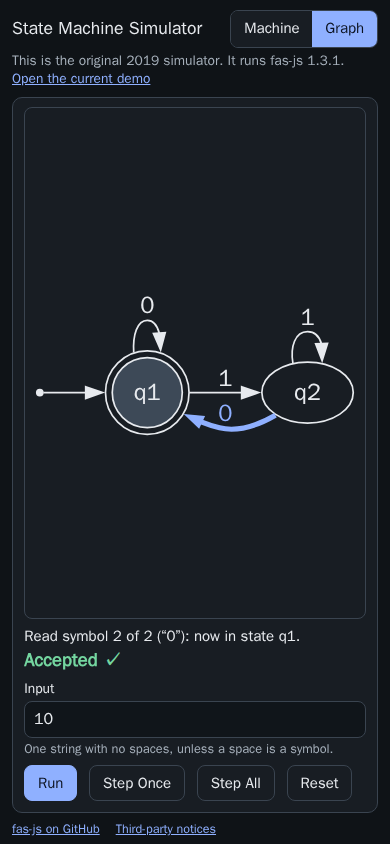 State Machine Simulator
Machine
Graph
This is the original 2019 simulator. It runs fas-js 1.3.1.
Open the current demo
0
1
q1
1
q2
0
Read symbol 2 of 2 (“0”): now in state q1.
Accepted ✓
Input
10
One string with no spaces, unless a space is a symbol.
Run
Step Once
Step All
Reset
fas-js on GitHub
Third-party notices